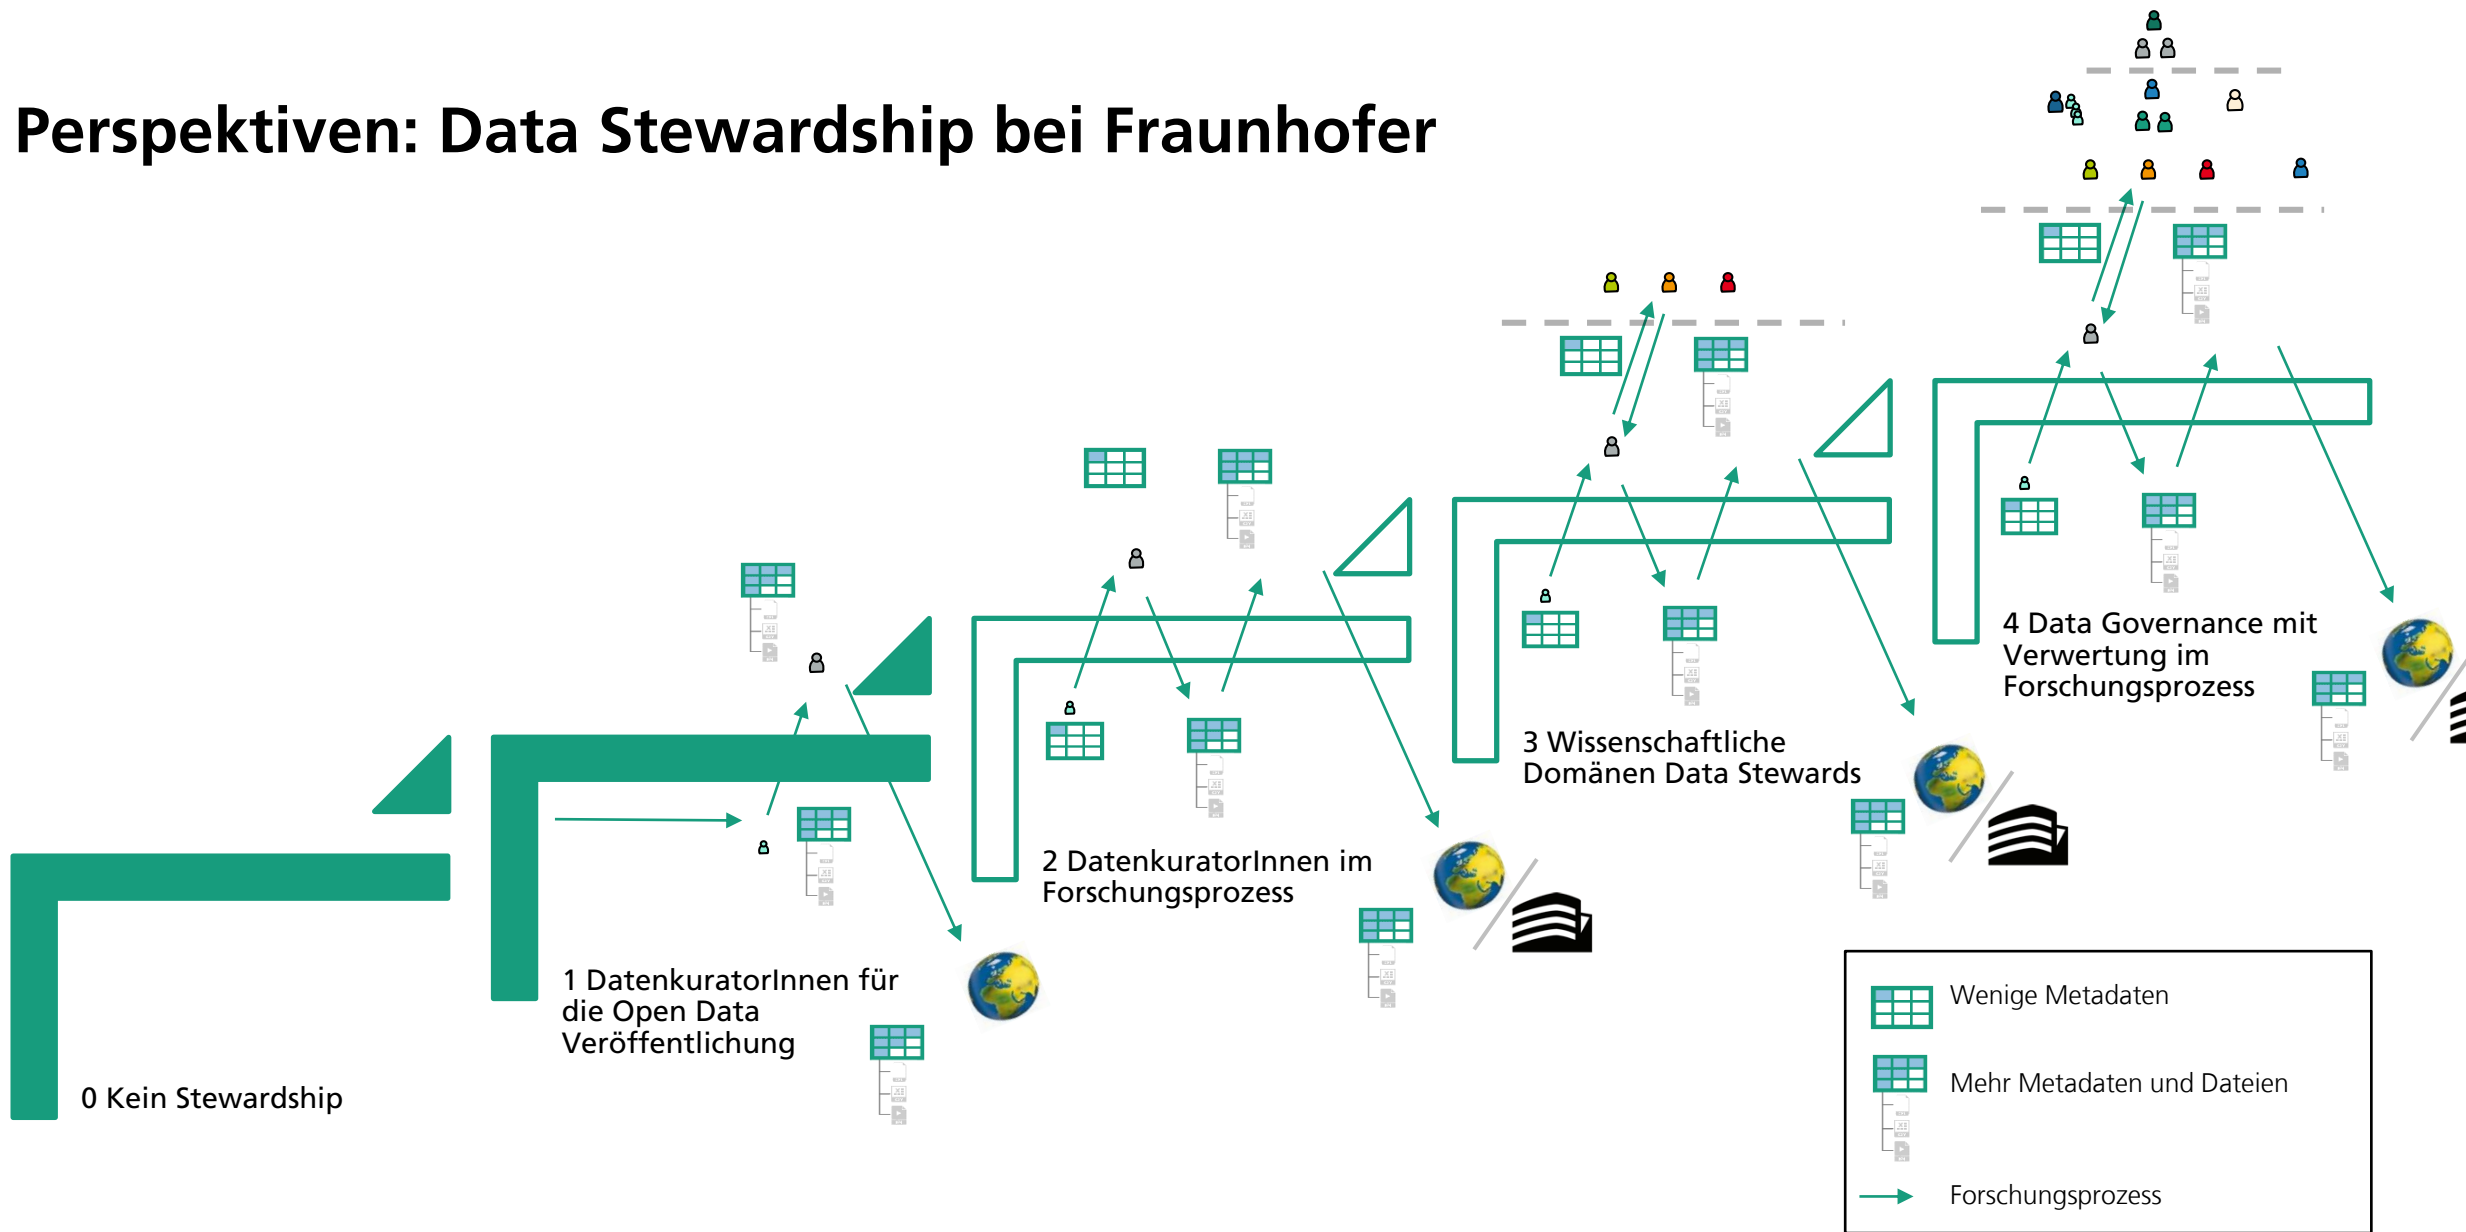 Perspektiven: Data Stewardship bei Fraunhofer
0 Kein Stewardship
1 DatenkuratorInnen für
die Open Data
Veröffentlichung
2 DatenkuratorInnen im
Forschungsprozess
3 Wissenschaftliche
Domänen Data Stewards
4 Data Governance mit
Verwertung im
Forschungsprozess
Wenige Metadaten
Mehr Metadaten und Dateien
Forschungsprozess